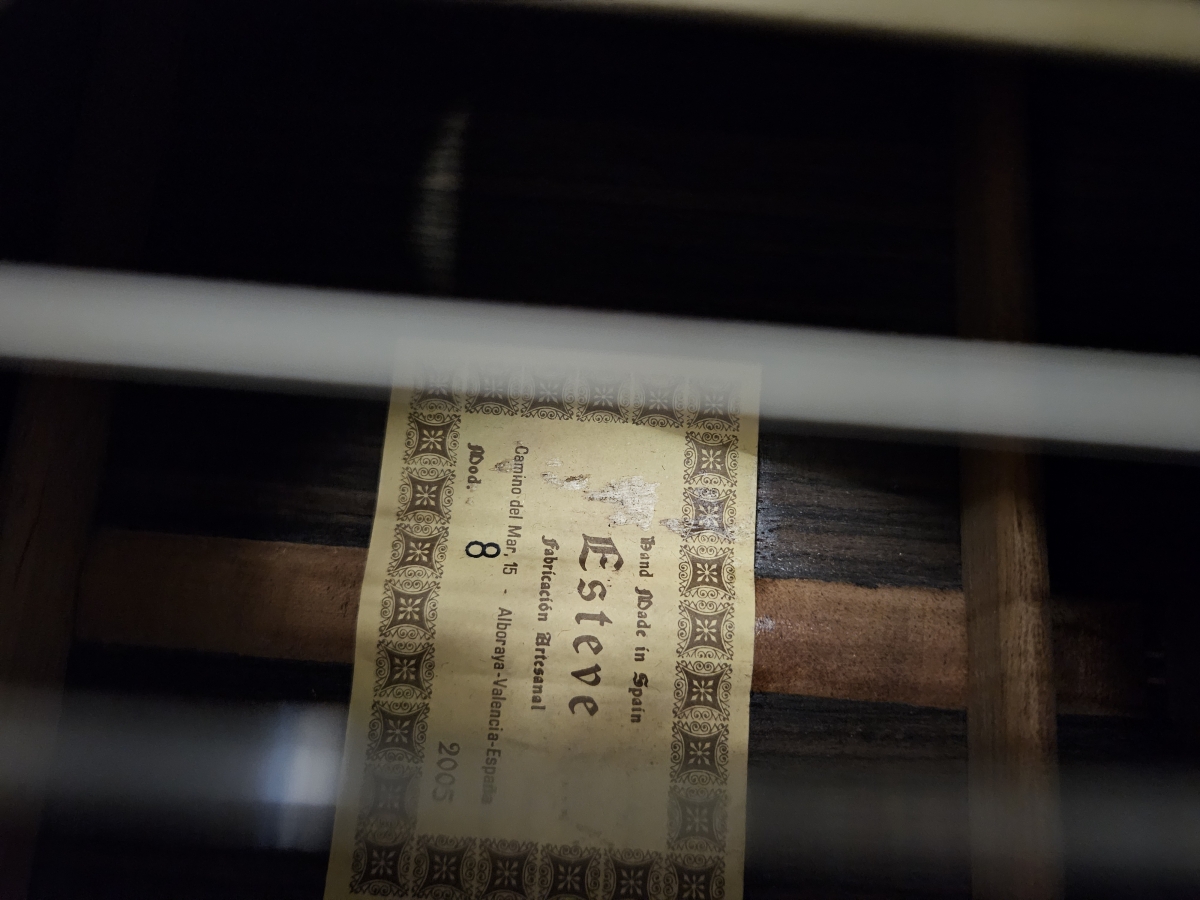 Hand Made in Spain
Esteve
Fabricación Artesanal
Camino del Mar, 15 - Alboraya-Valencia-España
Mod. 8
2005